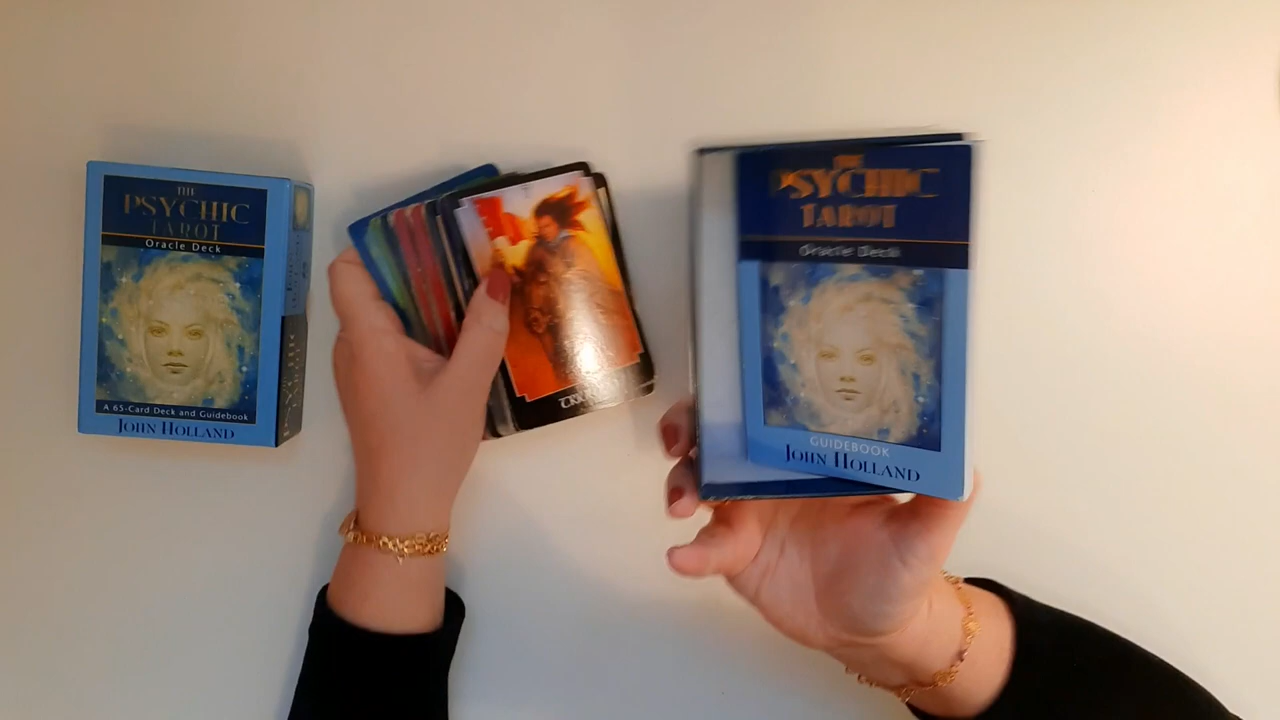 THE
PSYCHIC
TAROT
Oracle Deck
A 65-Card Deck and Guidebook
JOHN HOLLAND
THE
PSYCHIC
TAROT
Oracle Deck
GUIDEBOOK
JOHN HOLLAND